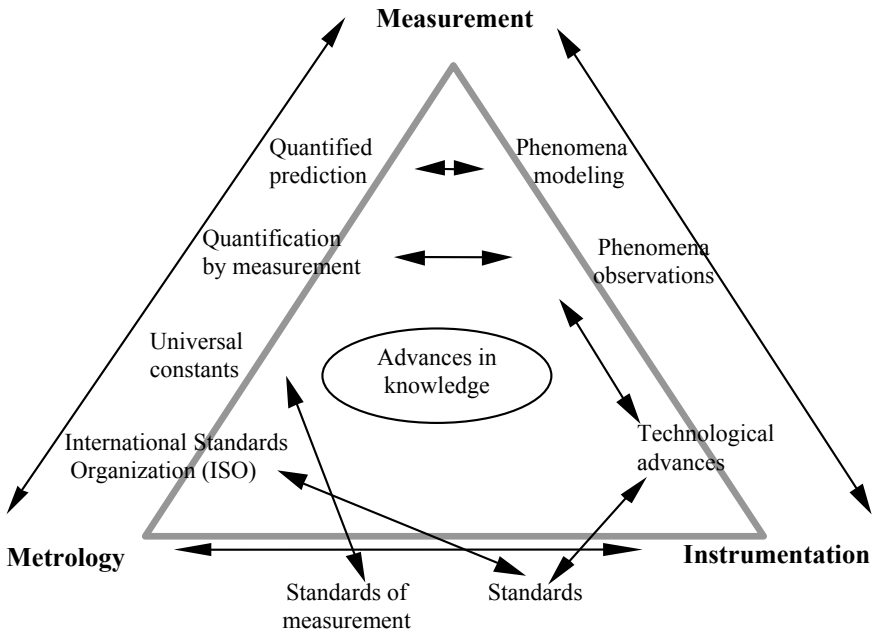 Measurement
Quantified
prediction
Phenomena
modeling
Quantification
by measurement
Phenomena
observations
Universal
constants
Advances in
knowledge
International Standards
Organization (ISO)
Technological
advances
Metrology
Instrumentation
Standards of
measurement
Standards